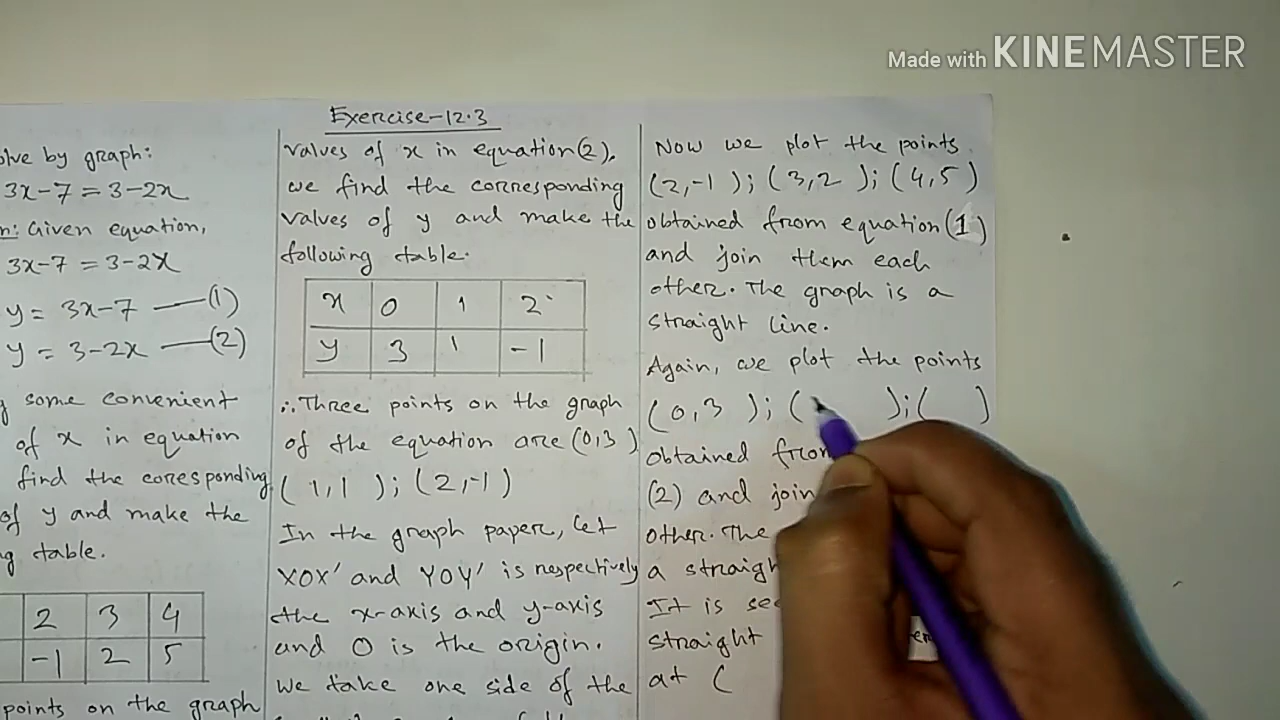 Made with KINEMASTER
Exercise-12.3
olve by graph:
3x-7 = 3-2x
n: Given equation,
3x-7 = 3-2x
y = 3x-7 —(1)
y = 3-2x —(2)
g some convenient
of x in equation
find the corresponding
of y and make the
ng table.
2 3 4
-1 2 5
points on the graph
values of x in equation (2).
we find the corresponding
values of y and make the
following table.
x 0 1 2
y 3 1 -1
∴ Three points on the graph
of the equation are (0,3)
(1,1); (2,-1)
In the graph paper, let
XOX' and YOY' is respectively
the x-axis and y-axis
and O is the origin.
We take one side of the
Now we plot the points
(2,-1); (3,2); (4,5)
obtained from equation (1)
and join them each
other. The graph is a
straight line.
Again, we plot the points
(0,3); ( ); ( )
obtained from
(2) and join
other. The
a straigh
It is see
straight
at (